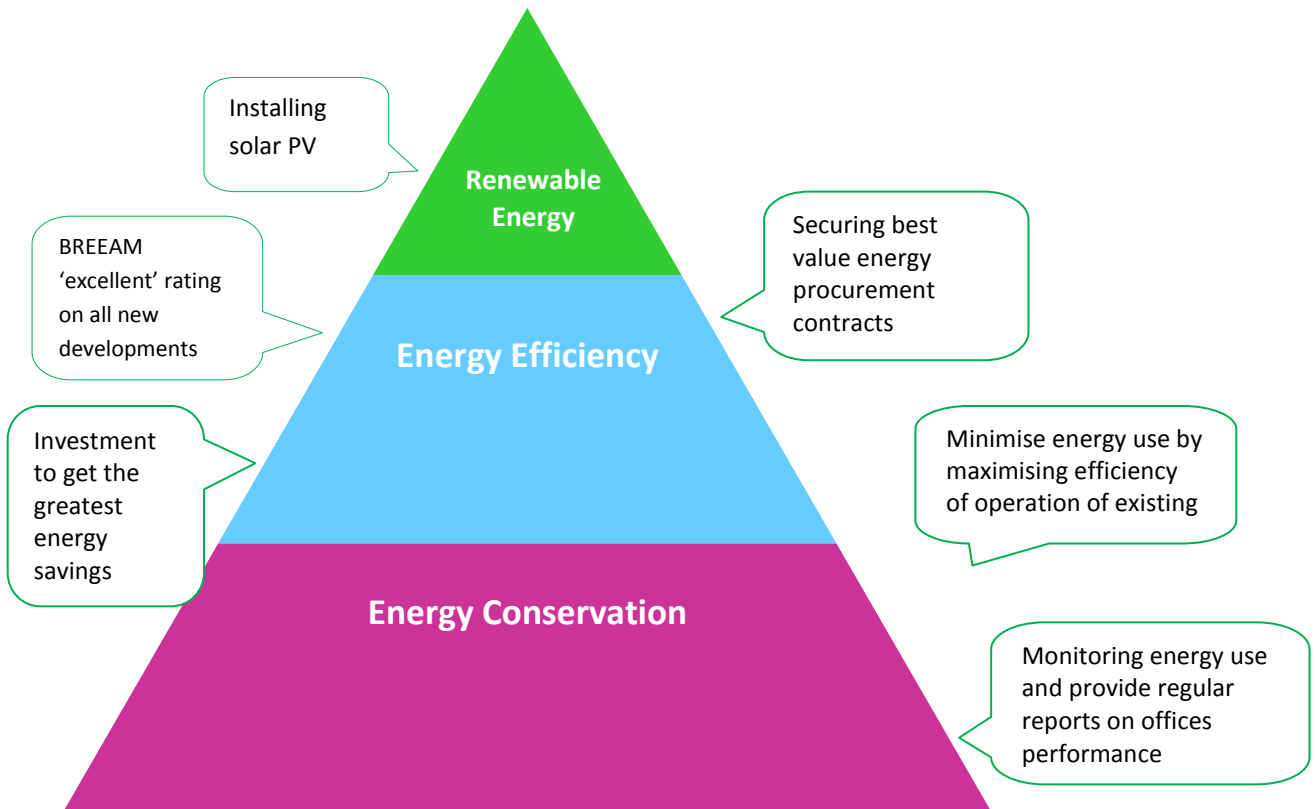 Installing
solar PV
Renewable
Energy
BREEAM
‘excellent’ rating
on all new
developments
Securing best
value energy
procurement
contracts
Energy Efficiency
Investment
to get the
greatest
energy
savings
Minimise energy use by
maximising efficiency
of operation of existing
Energy Conservation
Monitoring energy use
and provide regular
reports on offices
performance